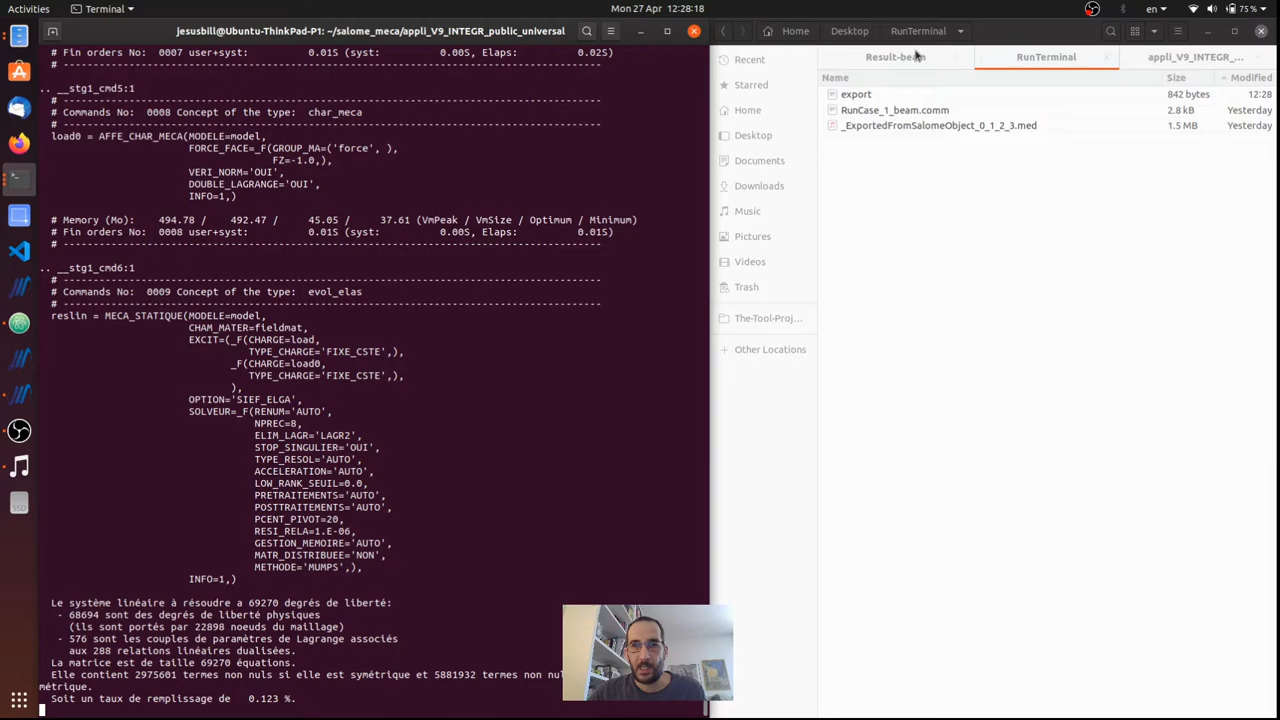 Activities
Terminal
Mon 27 Apr 12:28:18
75 %
jesusbill@Ubuntu-ThinkPad-P1: ~/salome_meca/appli_V9_INTEGR_public_universal
# Fin orders No: 0007 user+syst: 0.01S (syst: 0.00S, Elaps: 0.02S)
# ----------------------------------------------------------------------------------------------
.. __stg1_cmd5:1
# ----------------------------------------------------------------------------------------------
# Commands No: 0008 Concept of the type: char_meca
# ----------------------------------------------------------------------------------------------
load0 = AFFE_CHAR_MECA(MODELE=model,
FORCE_FACE=_F(GROUP_MA=('force', ),
FZ=-1.0,),
VERI_NORM='OUI',
DOUBLE_LAGRANGE='OUI',
INFO=1,)
# Memory (Mo): 494.78 / 492.47 / 45.05 / 37.61 (VmPeak / VmSize / Optimum / Minimum)
# Fin orders No: 0008 user+syst: 0.01S (syst: 0.00S, Elaps: 0.01S)
# ----------------------------------------------------------------------------------------------
.. __stg1_cmd6:1
# ----------------------------------------------------------------------------------------------
# Commands No: 0009 Concept of the type: evol_elas
# ----------------------------------------------------------------------------------------------
reslin = MECA_STATIQUE(MODELE=model,
CHAM_MATER=fieldmat,
EXCIT=(_F(CHARGE=load,
TYPE_CHARGE='FIXE_CSTE',),
_F(CHARGE=load0,
TYPE_CHARGE='FIXE_CSTE',),
),
OPTION='SIEF_ELGA',
SOLVEUR=_F(RENUM='AUTO',
NPREC=8,
ELIM_LAGR='LAGR2',
STOP_SINGULIER='OUI',
TYPE_RESOL='AUTO',
ACCELERATION='AUTO',
LOW_RANK_SEUIL=0.0,
PRETRAITEMENTS='AUTO',
POSTTRAITEMENTS='AUTO',
PCENT_PIVOT=20,
RESI_RELA=1.E-06,
GESTION_MEMOIRE='AUTO',
MATR_DISTRIBUEE='NON',
METHODE='MUMPS',),
INFO=1,)
Le système linéaire à résoudre a 69270 degrés de liberté:
- 68694 sont des degrés de liberté physiques
(ils sont portés par 22898 noeuds du maillage)
- 576 sont les couples de paramètres de Lagrange associés
aux 288 relations linéaires dualisées.
La matrice est de taille 69270 équations.
Elle contient 2975601 termes non nuls si elle est symétrique et 5881932 termes non nu
métrique.
Soit un taux de remplissage de 0.123 %.
Home
Desktop
RunTerminal
Result-beam
RunTerminal
appli_V9_INTEGR_...
Name
Size
Modified
export
842 bytes
12:28
RunCase_1_beam.comm
2.8 kB
Yesterday
_ExportedFromSalomeObject_0_1_2_3.med
1.5 MB
Yesterday
Recent
Starred
Home
Desktop
Documents
Downloads
Music
Pictures
Videos
Trash
The-Tool-Proj...
Other Locations
SSD